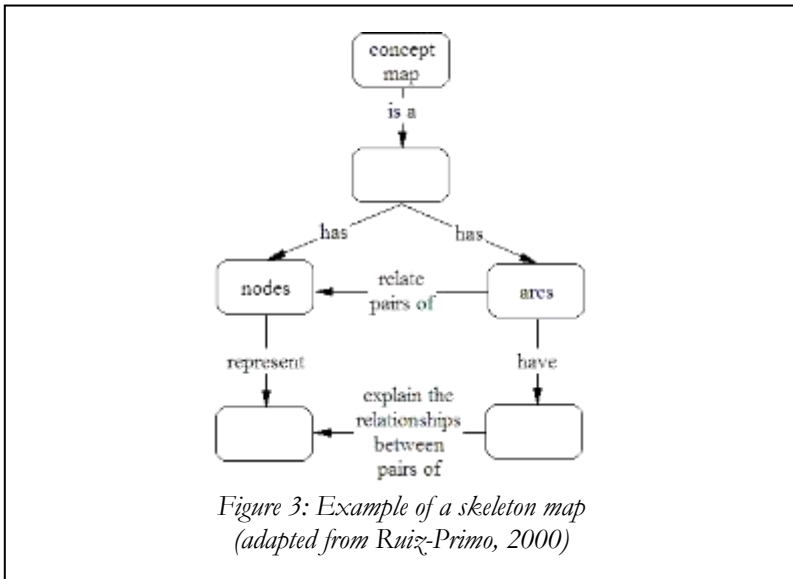 concept
map
is a
has
has
nodes
relate
pairs of
arcs
represent
have
explain the
relationships
between
pairs of
Figure 3: Example of a skeleton map
(adapted from Ruiz-Primo, 2000)